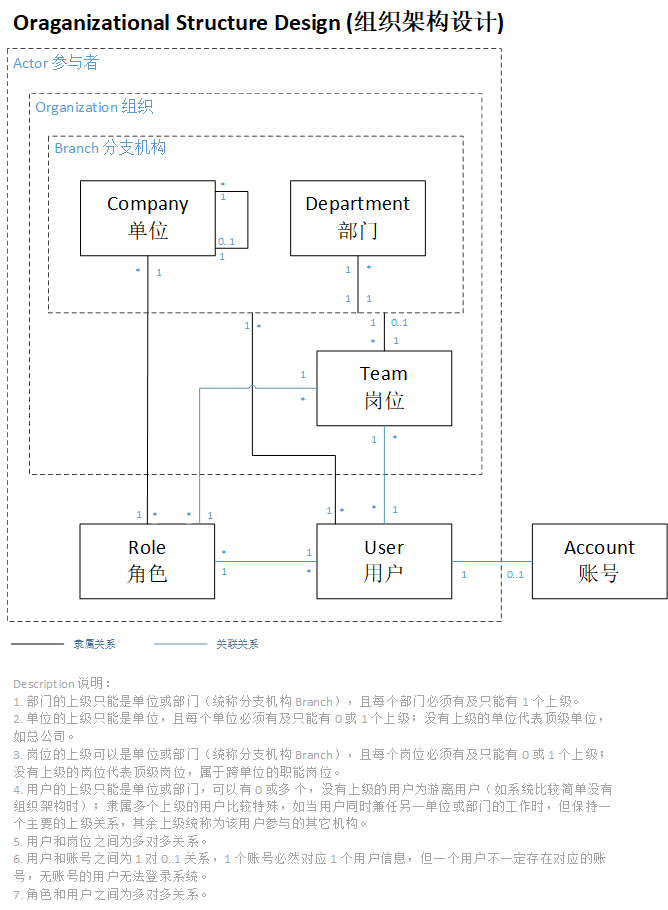 Oraganizational Structure Design (组织架构设计)
Actor 参与者
Organization 组织
Branch 分支机构
Company
单位
Department
部门
*
1
0..1
1
* 1
1 *
1 1
1 *
1 0..1
* 1
Team
岗位
1
*
1 *
1 * * 1
1 *
* 1
Role
角色
*
1
1
*
User
用户
1 0..1
Account
账号
隶属关系
关联关系
Description 说明：
1. 部门的上级只能是单位或部门（统称分支机构 Branch），且每个部门必须有及只能有 1 个上级。
2. 单位的上级只能是单位，且每个单位必须有及只能有 0 或 1 个上级；没有上级的单位代表顶级单位，
如总公司。
3. 岗位的上级可以是单位或部门（统称分支机构 Branch），且每个岗位必须有及只能有 0 或 1 个上级；
没有上级的岗位代表顶级岗位，属于跨单位的职能岗位。
4. 用户的上级只能是单位或部门，可以有 0 或多个，没有上级的用户为游离用户（如系统比较简单没有
组织架构时）；隶属多个上级的用户比较特殊，如当用户同时兼任另一单位或部门的工作时，但保持一
个主要的上级关系，其余上级统称为该用户参与的其它机构。
5. 用户和岗位之间为多对多关系。
6. 用户和账号之间为 1 对 0..1 关系，1 个账号必然对应 1 个用户信息，但一个用户不一定存在对应的账
号，无账号的用户无法登录系统。
7. 角色和用户之间为多对多关系。